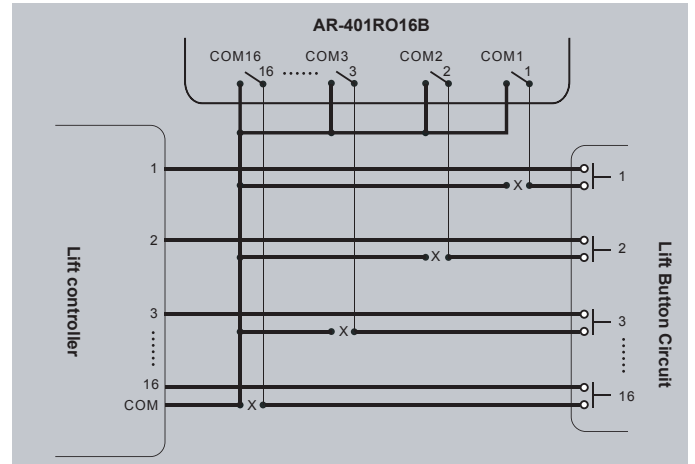 AR-401RO16B
COM16 COM3 COM2 COM1
16 ...... 3 2 1
1
X 1
2
X 2
Lift controller
Lift Button Circuit
3
X 3
......
......
16
X 16
COM